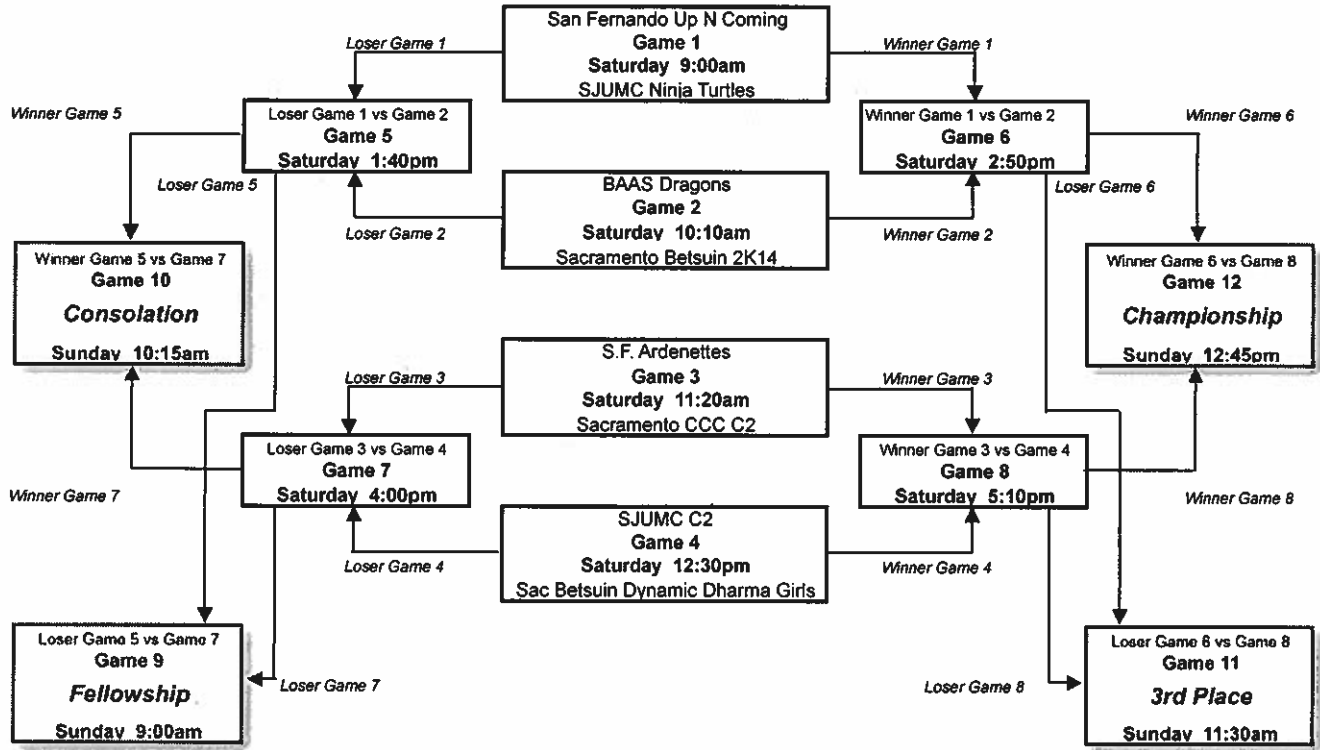 San Fernando Up N Coming
Game 1
Saturday 9:00am
SJUMC Ninja Turtles
Loser Game 1
Winner Game 1
Winner Game 5
Loser Game 1 vs Game 2
Game 5
Saturday 1:40pm
Winner Game 1 vs Game 2
Game 6
Saturday 2:50pm
Winner Game 6
Loser Game 5
Loser Game 6
BAAS Dragons
Game 2
Saturday 10:10am
Sacramento Betsuin 2K14
Loser Game 2
Winner Game 2
Winner Game 5 vs Game 7
Game 10
Consolation
Sunday 10:15am
Winner Game 6 vs Game 8
Game 12
Championship
Sunday 12:45pm
S.F. Ardenettes
Game 3
Saturday 11:20am
Sacramento CCC C2
Loser Game 3
Winner Game 3
Loser Game 3 vs Game 4
Game 7
Saturday 4:00pm
Winner Game 3 vs Game 4
Game 8
Saturday 5:10pm
Winner Game 7
Winner Game 8
SJUMC C2
Game 4
Saturday 12:30pm
Sac Betsuin Dynamic Dharma Girls
Loser Game 4
Winner Game 4
Loser Game 5 vs Game 7
Game 9
Fellowship
Sunday 9:00am
Loser Game 7
Loser Game 8
Loser Game 6 vs Game 8
Game 11
3rd Place
Sunday 11:30am